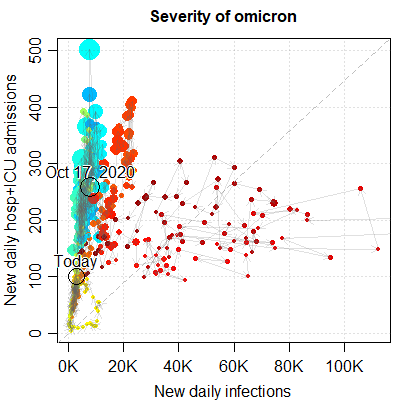 Severity of omicron
New daily hosp+ICU admissions
500
400
300
200
100
0
Oct 17, 2020
Today
0K 20K 40K 60K 80K 100K
New daily infections